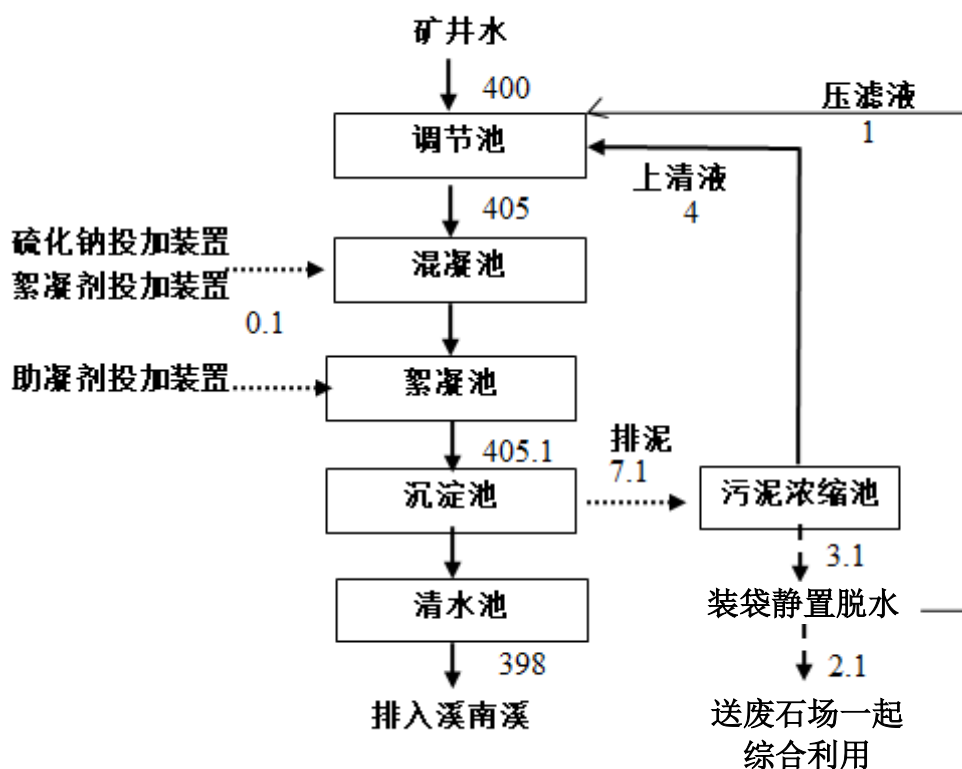 矿井水
400
压滤液
1
调节池
上清液
4
405
硫化钠投加装置
絮凝剂投加装置
0.1
混凝池
助凝剂投加装置
絮凝池
405.1
排泥
7.1
沉淀池
污泥浓缩池
3.1
清水池
装袋静置脱水
398
2.1
排入溪南溪
送废石场一起
综合利用